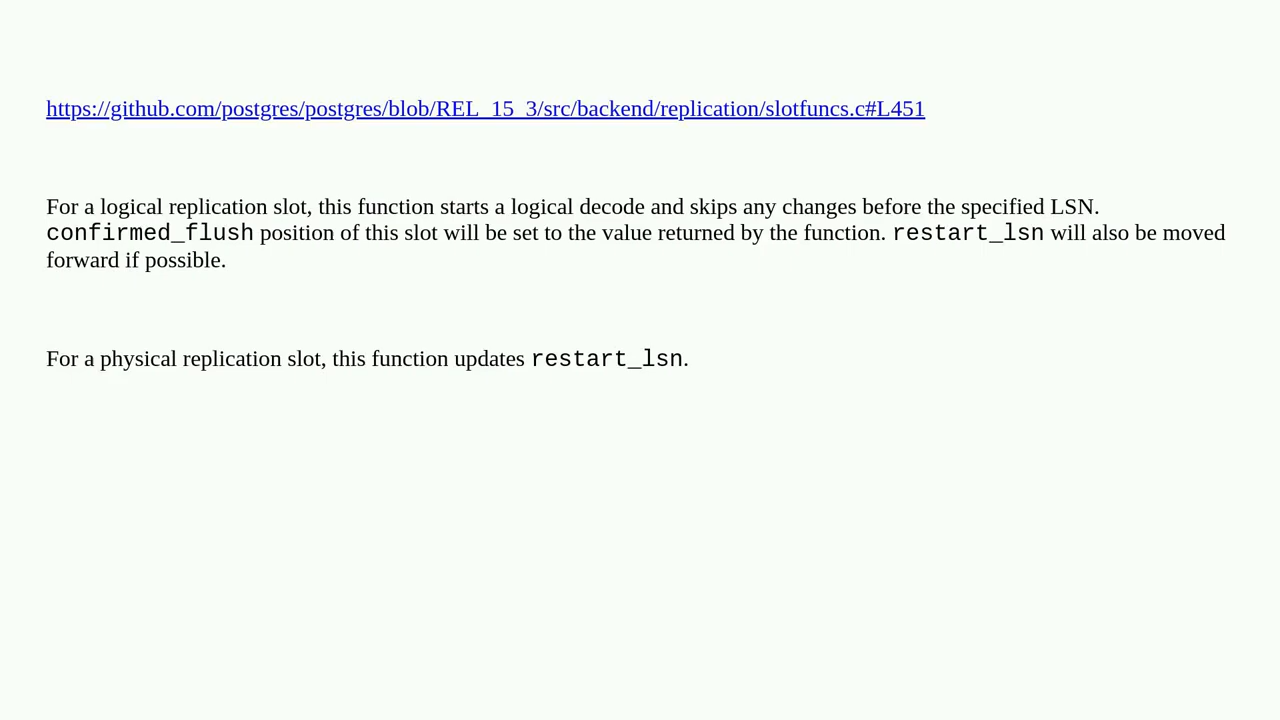 https://github.com/postgres/postgres/blob/REL_15_3/src/backend/replication/slotfuncs.c#L451
For a logical replication slot, this function starts a logical decode and skips any changes before the specified LSN.
confirmed_flush position of this slot will be set to the value returned by the function. restart_lsn will also be moved
forward if possible.
For a physical replication slot, this function updates restart_lsn.